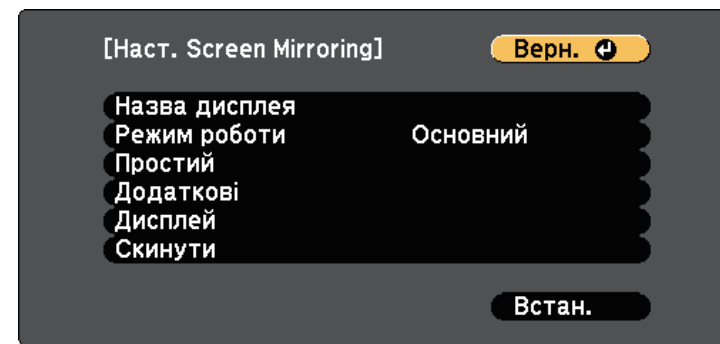 [Наст. Screen Mirroring] Верн.
Назва дисплея
Режим роботи Основний
Простий
Додаткові
Дисплей
Скинути
Встан.